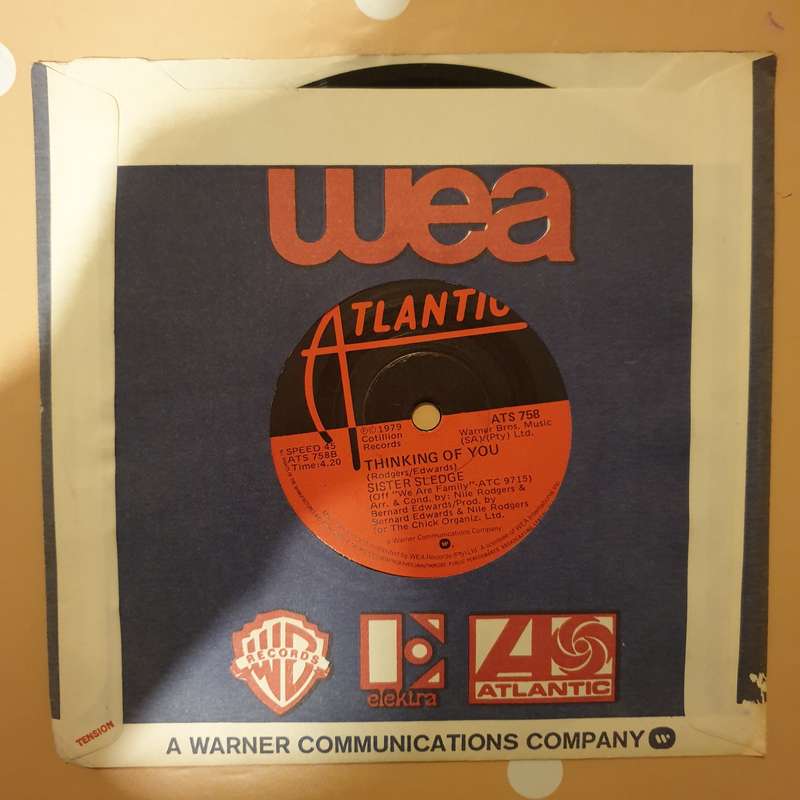 wea
ATLANTIC
ATS 758
℗©1979
Cotillion
Records
Warner Bros. Music
(SA)/(Pty) Ltd.
SPEED 45
ATS 758B
Time: 4.20
THINKING OF YOU
(Rodgers/Edwards)
SISTER SLEDGE
(Off "We Are Family"-ATC 9715)
Arr. & Cond. by: Nile Rodgers &
Bernard Edwards/Prod. by
Bernard Edwards & Nile Rodgers
for The Chick Organiz. Ltd.
a Warner Communications Company
WB
RECORDS
elektra
ATLANTIC
TENSION
A WARNER COMMUNICATIONS COMPANY